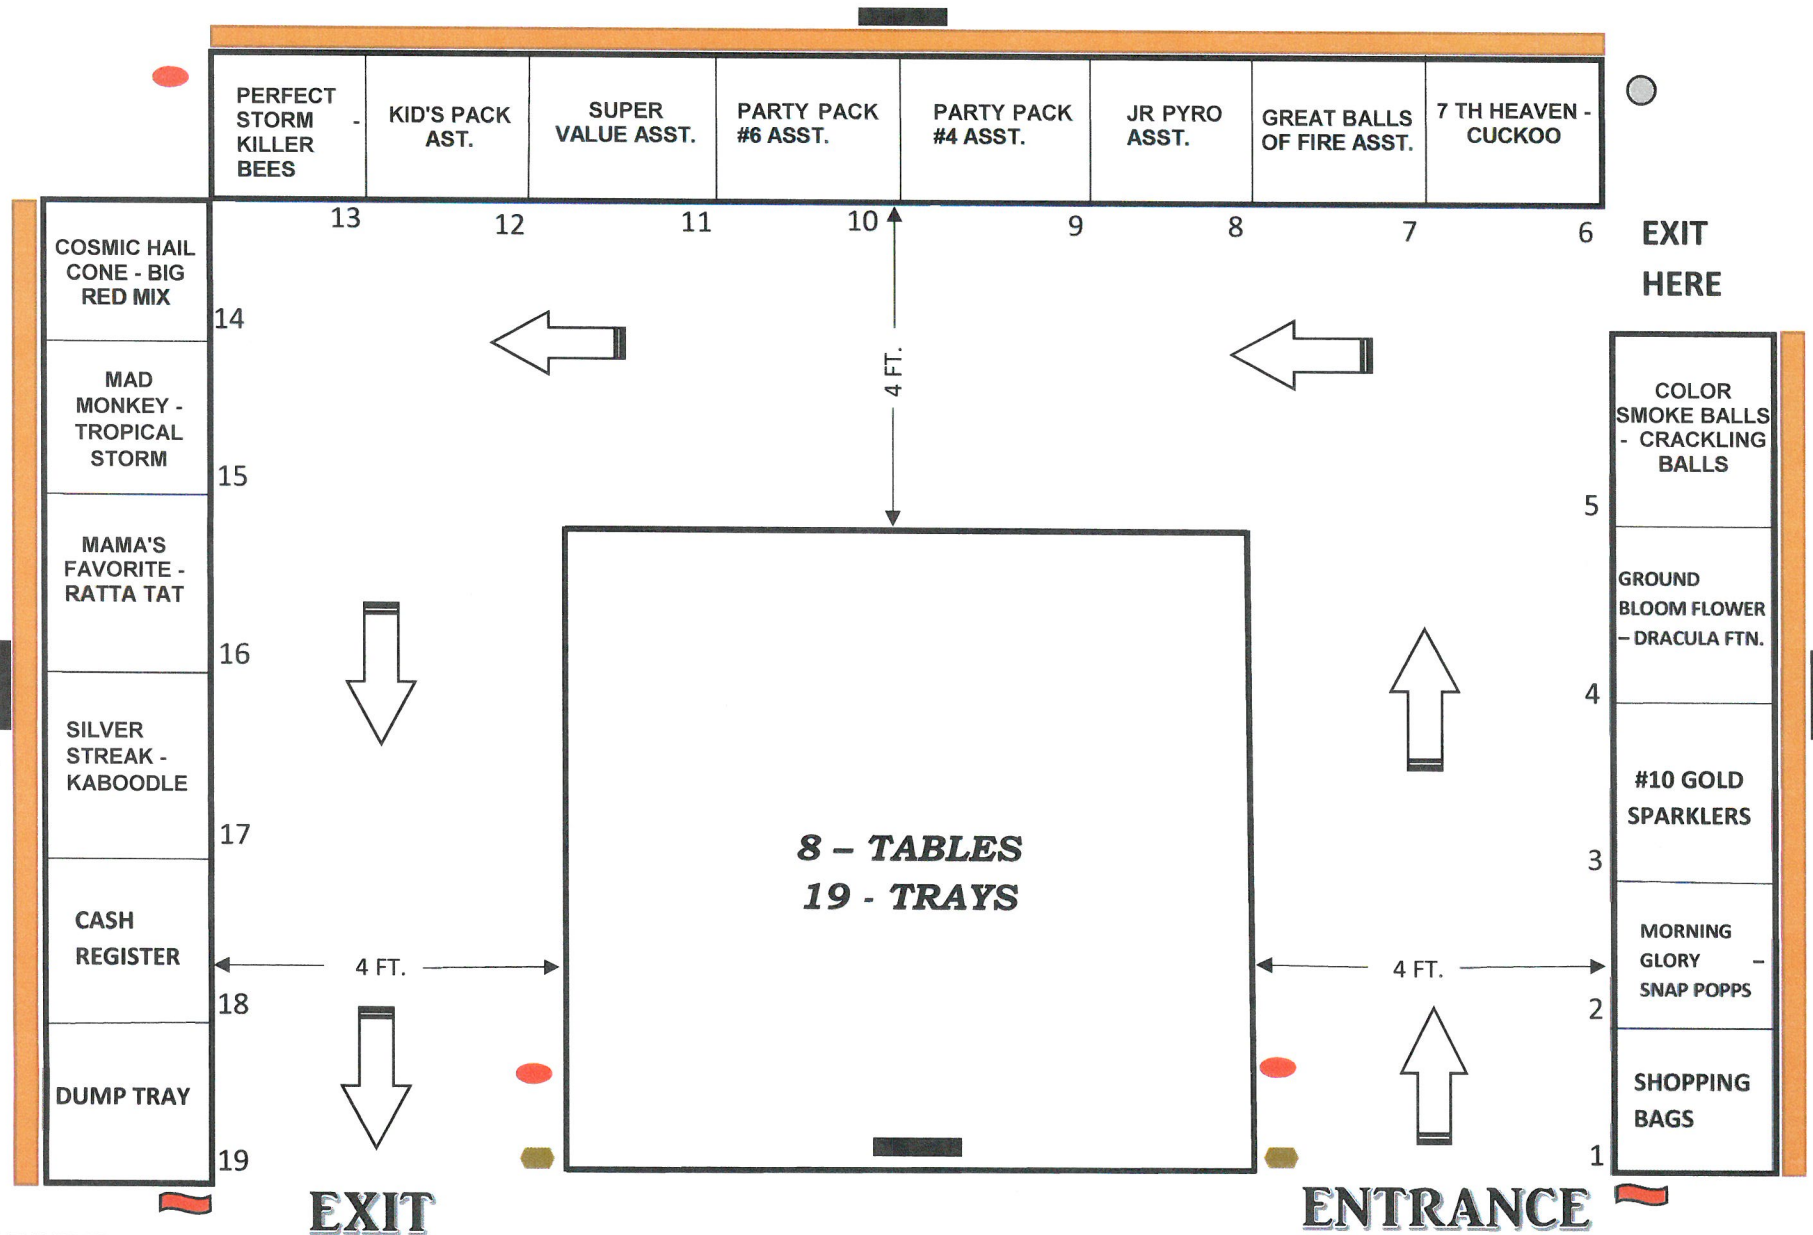 PERFECT
STORM -
KILLER
BEES
KID'S PACK
AST.
SUPER
VALUE ASST.
PARTY PACK
#6 ASST.
PARTY PACK
#4 ASST.
JR PYRO
ASST.
GREAT BALLS
OF FIRE ASST.
7 TH HEAVEN -
CUCKOO
13
12
11
10
9
8
7
6
EXIT
HERE
COSMIC HAIL
CONE - BIG
RED MIX
14
MAD
MONKEY -
TROPICAL
STORM
15
MAMA'S
FAVORITE -
RATTA TAT
16
SILVER
STREAK -
KABOODLE
17
CASH
REGISTER
18
DUMP TRAY
19
4 FT.
8 – TABLES
19 - TRAYS
4 FT.
4 FT.
COLOR
SMOKE BALLS
- CRACKLING
BALLS
5
GROUND
BLOOM FLOWER
– DRACULA FTN.
4
#10 GOLD
SPARKLERS
3
MORNING
GLORY –
SNAP POPPS
2
SHOPPING
BAGS
1
EXIT
ENTRANCE